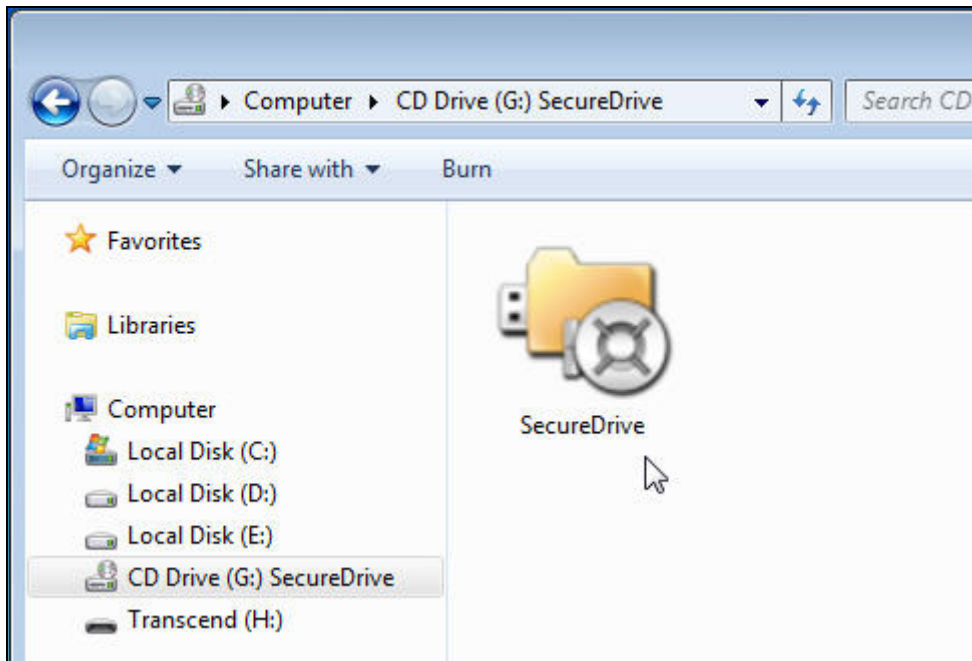 Computer CD Drive (G:) SecureDrive
Search CD
Organize Share with Burn
Favorites
Libraries
Computer
Local Disk (C:)
Local Disk (D:)
Local Disk (E:)
CD Drive (G:) SecureDrive
Transcend (H:)
SecureDrive